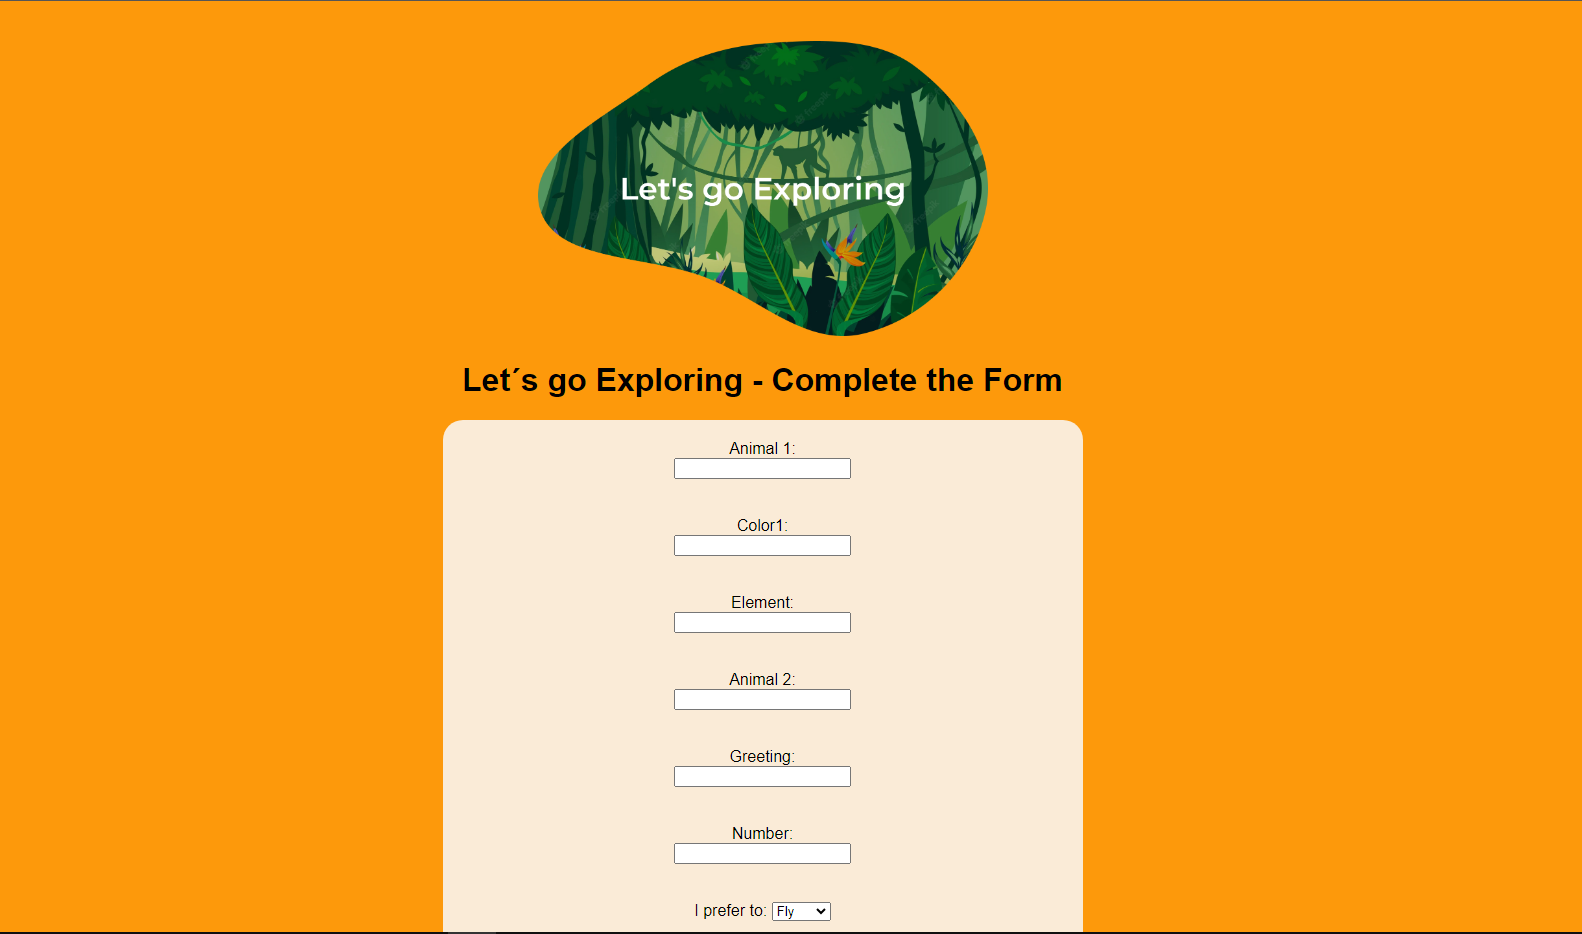 Let's go Exploring
Let´s go Exploring - Complete the Form
Animal 1:
Color1:
Element:
Animal 2:
Greeting:
Number:
I prefer to: Fly